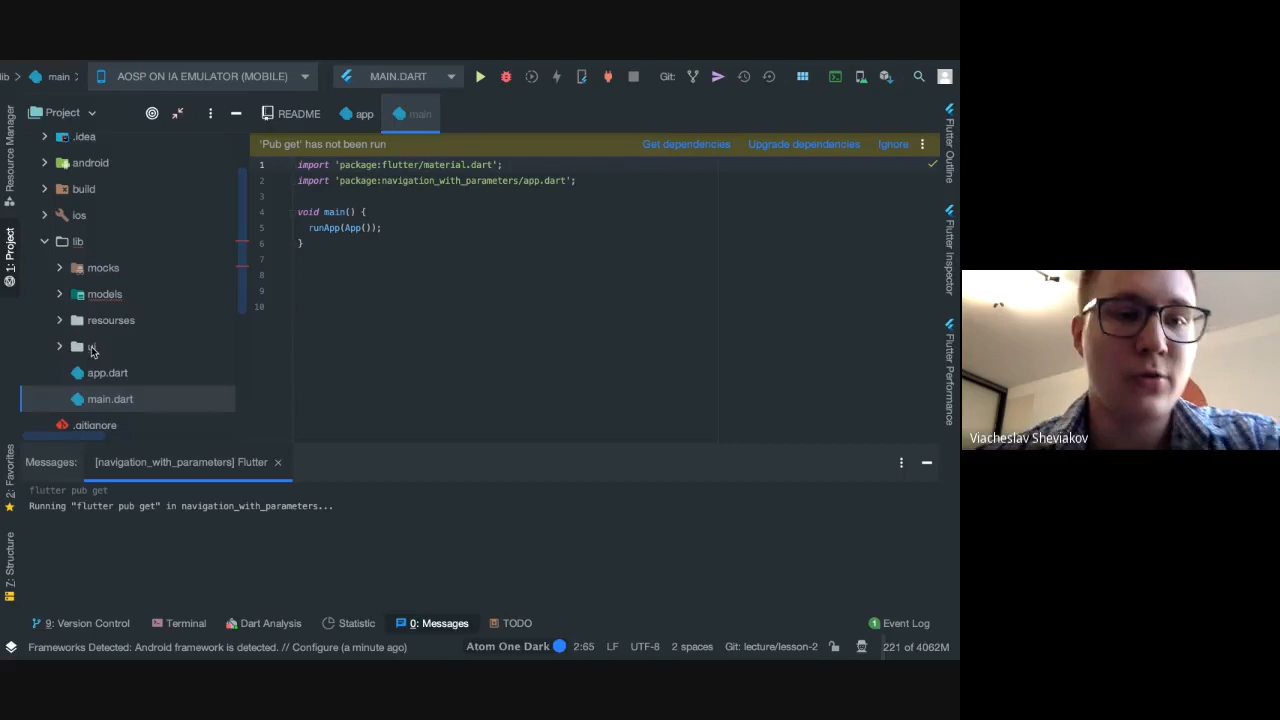 lib
main
AOSP ON IA EMULATOR (MOBILE)
MAIN.DART
Git:
Project
README
app
main
Resource Manager
1: Project
2: Favorites
7: Structure
.idea
android
build
ios
lib
mocks
models
resourses
app.dart
main.dart
.gitignore
'Pub get' has not been run
Get dependencies
Upgrade dependencies
Ignore
1 import 'package:flutter/material.dart';
2 import 'package:navigation_with_parameters/app.dart';
3
4 void main() {
5 runApp(App());
6 }
7
8
9
10
Flutter Outline
Flutter Inspector
Flutter Performance
Viacheslav Sheviakov
Messages:
[navigation_with_parameters] Flutter
flutter pub get
Running "flutter pub get" in navigation_with_parameters...
9: Version Control
Terminal
Dart Analysis
Statistic
0: Messages
TODO
1 Event Log
Frameworks Detected: Android framework is detected. // Configure (a minute ago)
Atom One Dark
2:65
LF
UTF-8
2 spaces
Git: lecture/lesson-2
221 of 4062M